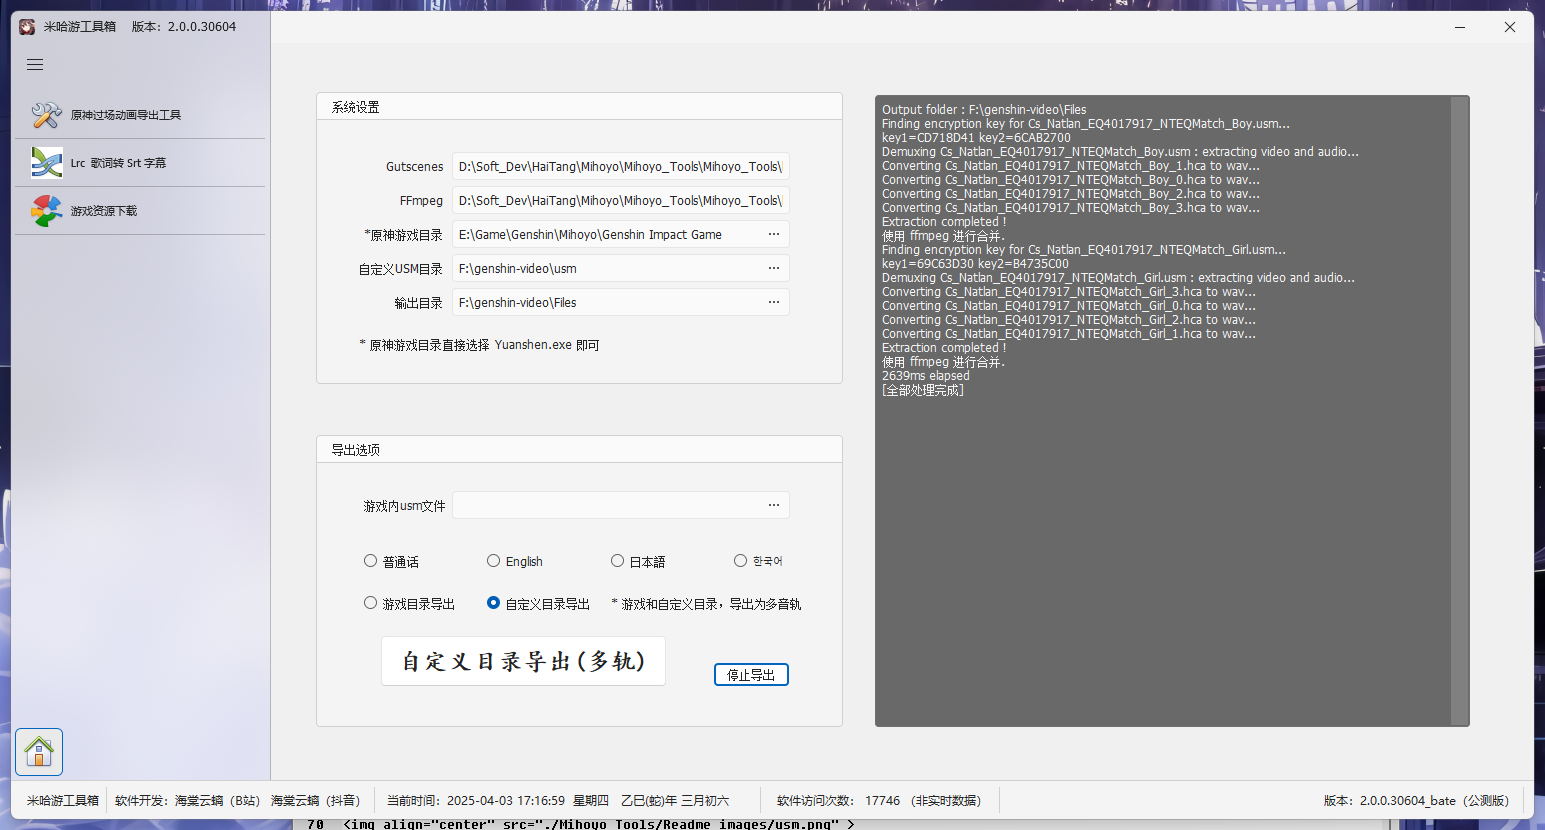 米哈游工具箱 版本: 2.0.0.30604
原神过场动画导出工具
Lrc 歌词转 Srt 字幕
游戏资源下载
系统设置
Gutscenes D:\Soft_Dev\HaiTang\Mihoyo\Mihoyo_Tools\Mihoyo_Tools\
FFmpeg D:\Soft_Dev\HaiTang\Mihoyo\Mihoyo_Tools\Mihoyo_Tools\
*原神游戏目录 E:\Game\Genshin\Mihoyo\Genshin Impact Game ...
自定义USM目录 F:\genshin-video\usm ...
输出目录 F:\genshin-video\Files ...
* 原神游戏目录直接选择 Yuanshen.exe 即可
导出选项
游戏内usm文件 ...
普通话 English 日本語 한국어
游戏目录导出 自定义目录导出 * 游戏和自定义目录，导出为多音轨
自定义目录导出(多轨)
停止导出
Output folder : F:\genshin-video\Files
Finding encryption key for Cs_Natlan_EQ4017917_NTEQMatch_Boy.usm...
key1=CD718D41 key2=6CAB2700
Demuxing Cs_Natlan_EQ4017917_NTEQMatch_Boy.usm : extracting video and audio...
Converting Cs_Natlan_EQ4017917_NTEQMatch_Boy_1.hca to wav...
Converting Cs_Natlan_EQ4017917_NTEQMatch_Boy_0.hca to wav...
Converting Cs_Natlan_EQ4017917_NTEQMatch_Boy_2.hca to wav...
Converting Cs_Natlan_EQ4017917_NTEQMatch_Boy_3.hca to wav...
Extraction completed !
使用 ffmpeg 进行合并.
Finding encryption key for Cs_Natlan_EQ4017917_NTEQMatch_Girl.usm...
key1=69C63D30 key2=B4735C00
Demuxing Cs_Natlan_EQ4017917_NTEQMatch_Girl.usm : extracting video and audio...
Converting Cs_Natlan_EQ4017917_NTEQMatch_Girl_3.hca to wav...
Converting Cs_Natlan_EQ4017917_NTEQMatch_Girl_0.hca to wav...
Converting Cs_Natlan_EQ4017917_NTEQMatch_Girl_2.hca to wav...
Converting Cs_Natlan_EQ4017917_NTEQMatch_Girl_1.hca to wav...
Extraction completed !
使用 ffmpeg 进行合并.
2639ms elapsed
[全部处理完成]
米哈游工具箱 软件开发: 海棠云螭 (B站) 海棠云螭 (抖音) 当前时间: 2025-04-03 17:16:59 星期四 乙巳(蛇)年 三月初六 软件访问次数: 17746 (非实时数据) 版本: 2.0.0.30604_bate (公测版)
70 <img align="center" src="./Mihoyo_Tools/Readme_images/usm.png" >